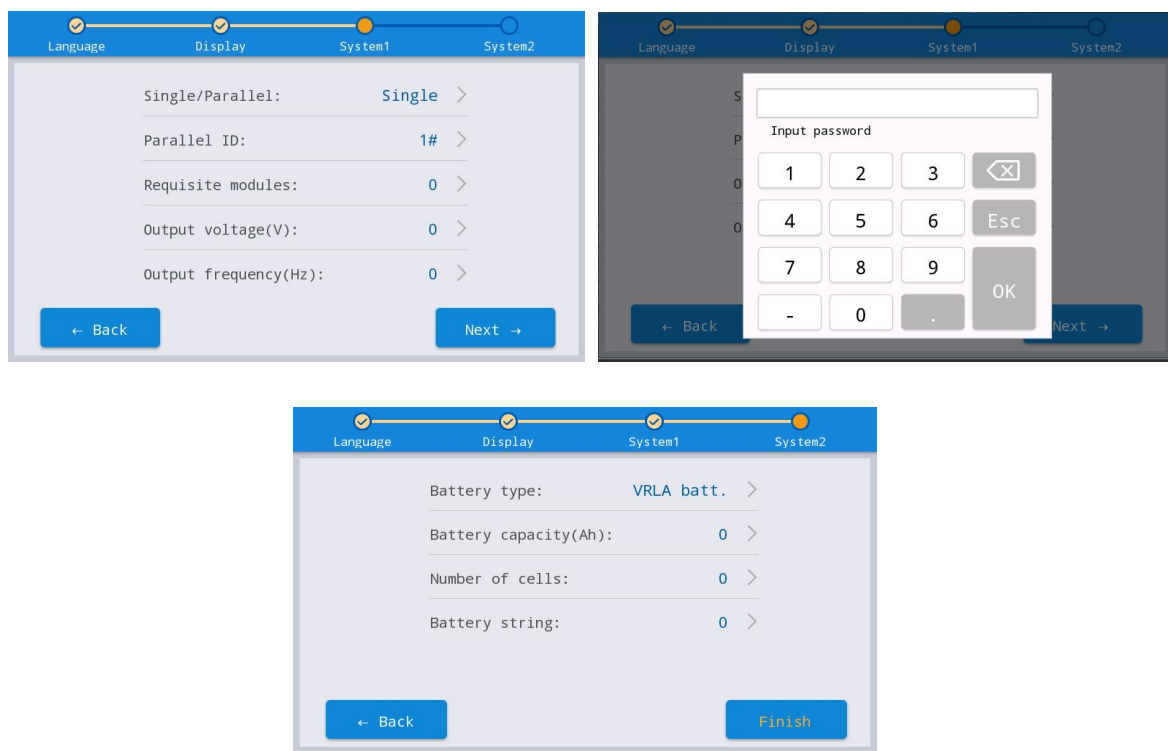 Language Display System1 System2
Single/Parallel: Single
Parallel ID: 1#
Requisite modules: 0
Output voltage(V): 0
Output frequency(Hz): 0
← Back Next →
Language Display System1 System2
S
P
O
O
Input password
1 2 3
4 5 6 Esc
7 8 9
OK
- 0 .
← Back Next →
Language Display System1 System2
Battery type: VRLA batt.
Battery capacity(Ah): 0
Number of cells: 0
Battery string: 0
← Back Finish